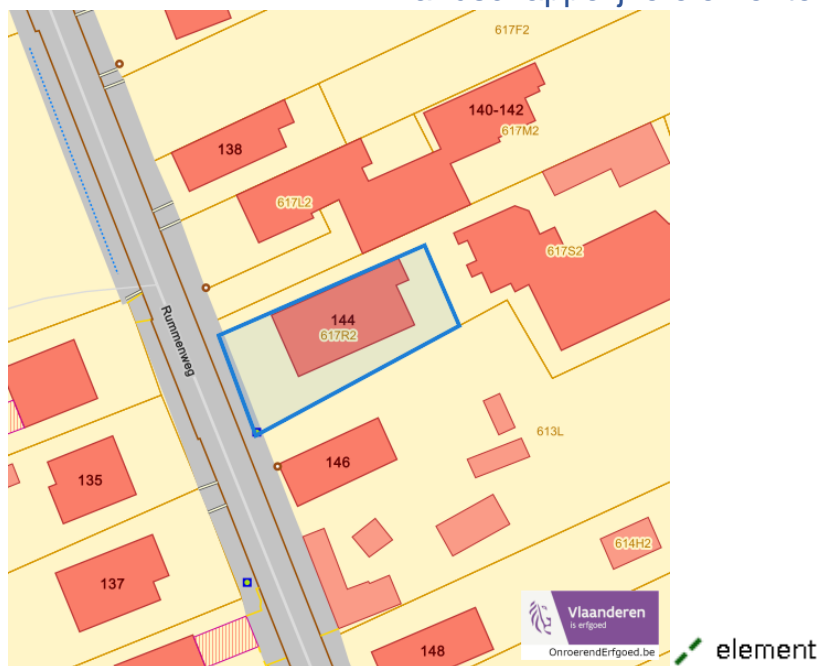 617F2
140-142
617M2
138
617L2
617S2
144
617R2
Rummenweg
613L
146
135
137
614H2
148
Vlaanderen
is erfgoed
OnroerendErfgoed.be
element